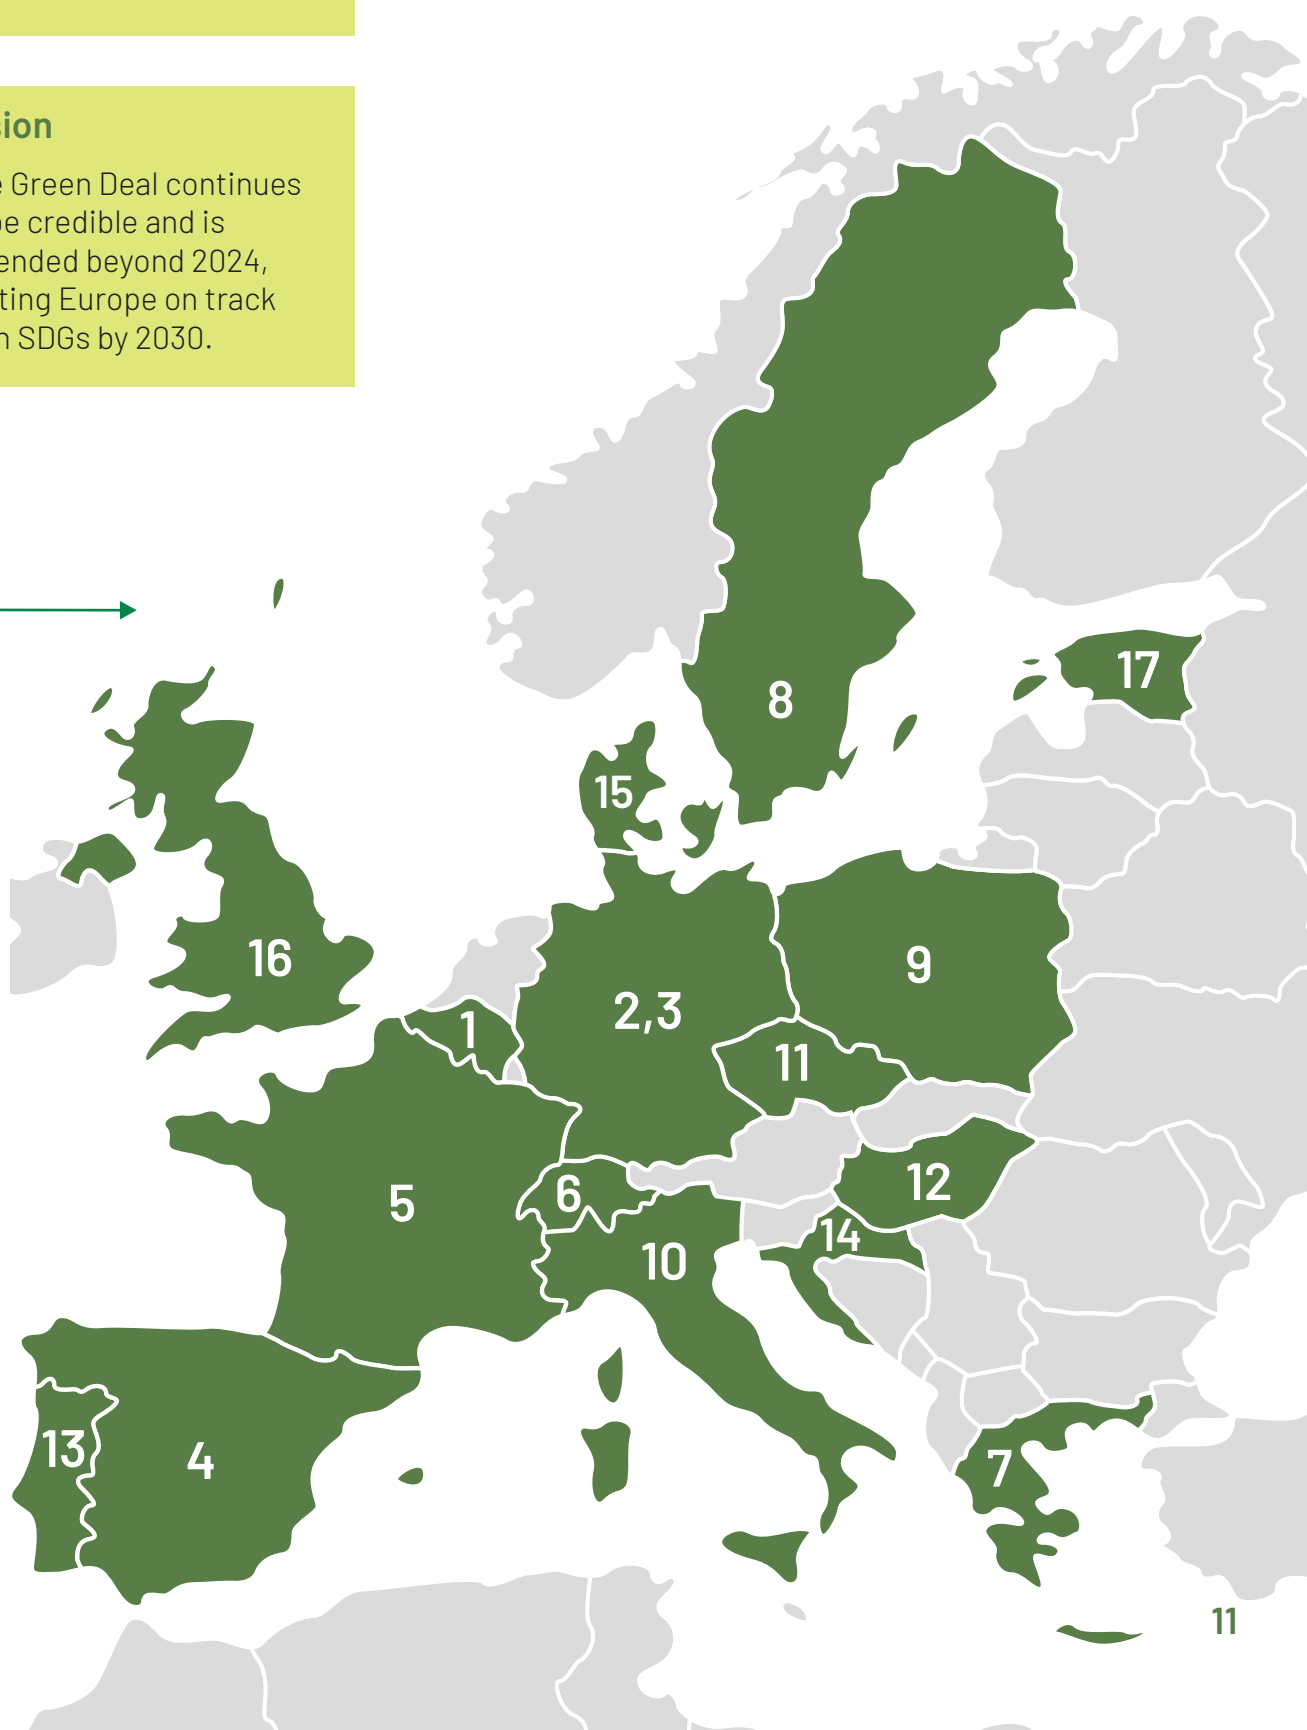 sion
Green Deal continues
be credible and is
ended beyond 2024,
ting Europe on track
SDGs by 2030.
8
17
15
16
9
2,3
1
11
12
6
5
14
10
13
4
7
11